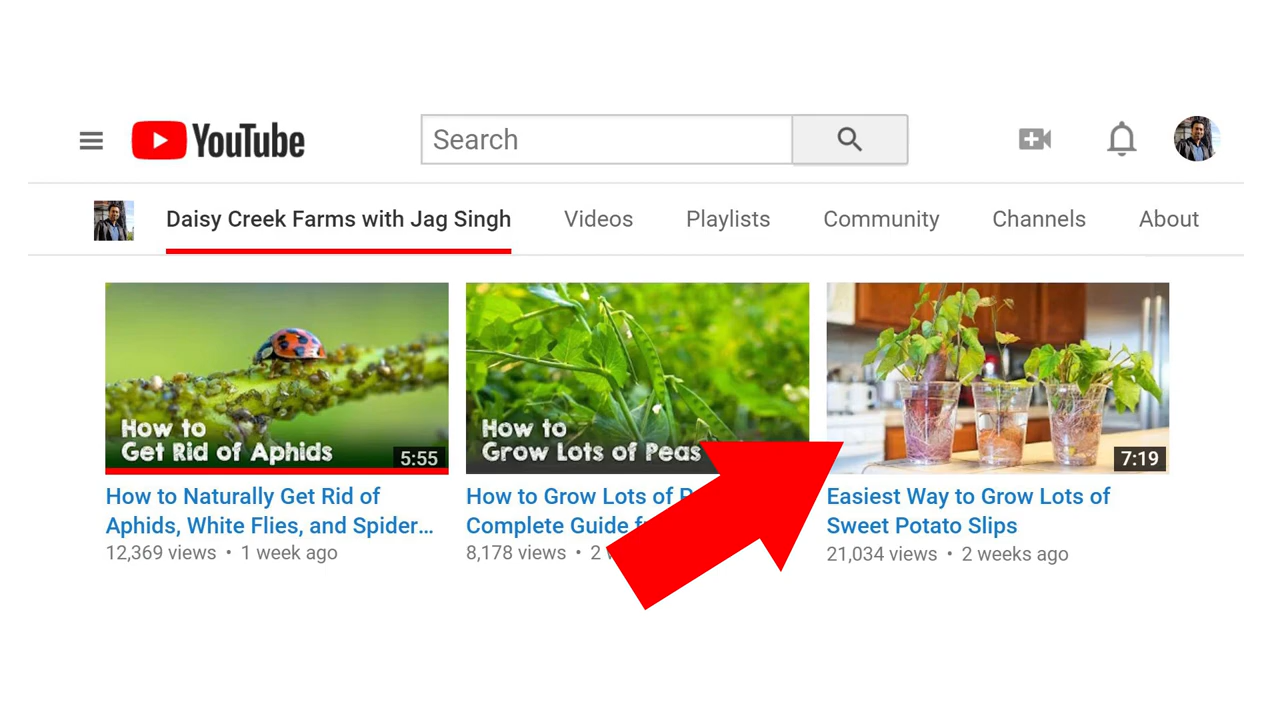 YouTube
Search
Daisy Creek Farms with Jag Singh
Videos
Playlists
Community
Channels
About
How to
Get Rid of Aphids
5:55
How to Naturally Get Rid of
Aphids, White Flies, and Spider...
12,369 views • 1 week ago
How to
Grow Lots of Peas
How to Grow Lots of
Complete Guide
8,178 views • 2
7:19
Easiest Way to Grow Lots of
Sweet Potato Slips
21,034 views • 2 weeks ago